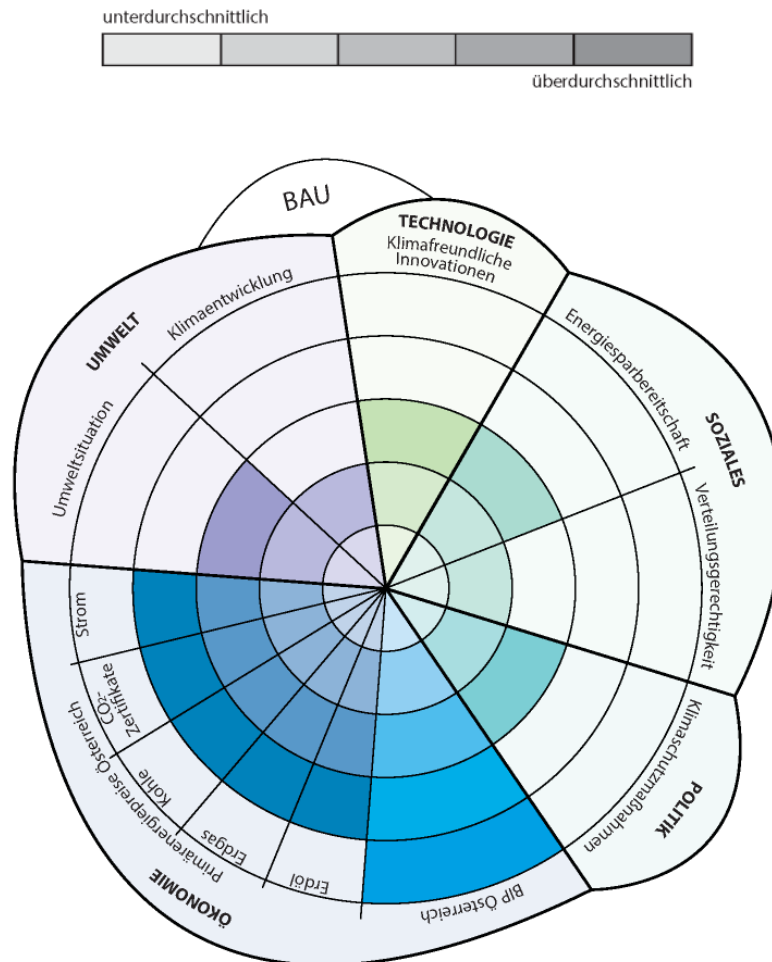 unterdurchschnittlich
überdurchschnittlich
BAU
TECHNOLOGIE
Klimafreundliche
Innovationen
Energiesparbereitschaft
SOZIALES
Verteilungsgerechtigkeit
Klimaschutzmaßnahmen
POLITIK
BIP Österreich
Erdöl
Erdgas
Kohle
CO₂-
Zertifikate
Strom
Primärenergiepreise Österreich
ÖKONOMIE
Umweltsituation
UMWELT
Klimaentwicklung